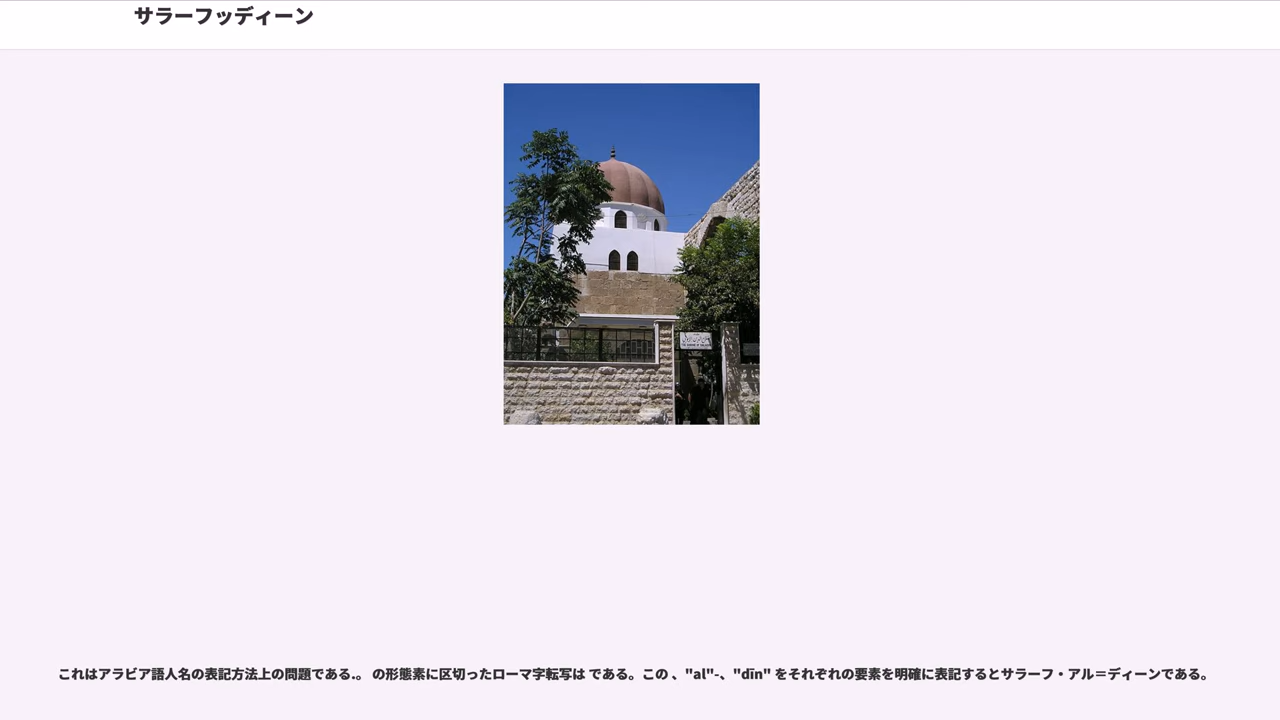 サラーフッディーン
これはアラビア語人名の表記方法上の問題である.。 の形態素に区切ったローマ字転写は である。この 、"al"-、"dīn" をそれぞれの要素を明確に表記するとサラーフ・アル＝ディーンである。